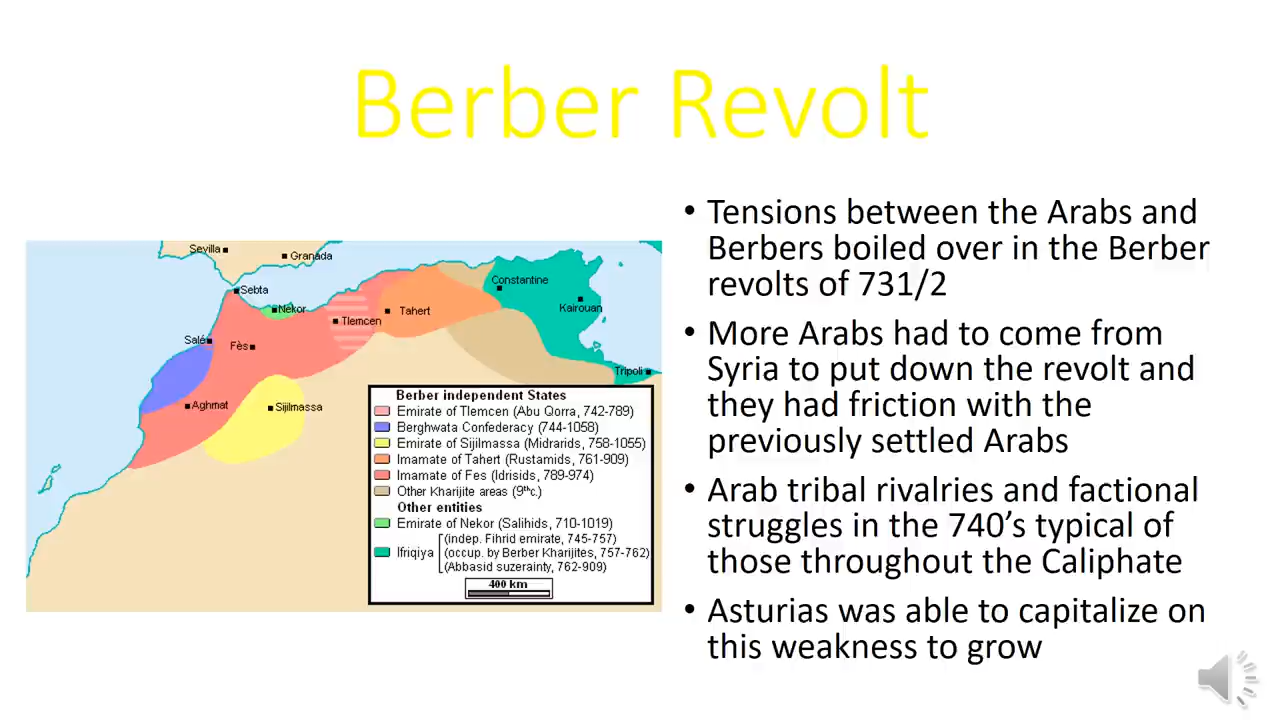 Berber Revolt
Sevilla
Granada
Sebta
Nekor
Tlemcen
Tahert
Constantine
Kairouan
Tripoli
Salé
Fès
Aghmat
Sijilmassa
Berber independent States
Emirate of Tlemcen (Abu Qorra, 742-789)
Berghwata Confederacy (744-1058)
Emirate of Sijilmassa (Midrarids, 758-1055)
Imamate of Tahert (Rustamids, 761-909)
Imamate of Fes (Idrisids, 789-974)
Other Kharijite areas (9thc.)
Other entities
Emirate of Nekor (Salihids, 710-1019)
(indep. Fihrid emirate, 745-757)
Ifriqiya (occup. by Berber Kharijites, 757-762)
(Abbasid suzerainty, 762-909)
400 km
• Tensions between the Arabs and
Berbers boiled over in the Berber
revolts of 731/2
• More Arabs had to come from
Syria to put down the revolt and
they had friction with the
previously settled Arabs
• Arab tribal rivalries and factional
struggles in the 740’s typical of
those throughout the Caliphate
• Asturias was able to capitalize on
this weakness to grow